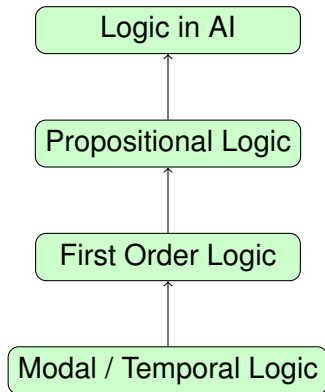 Logic in AI
Propositional Logic
First Order Logic
Modal / Temporal Logic